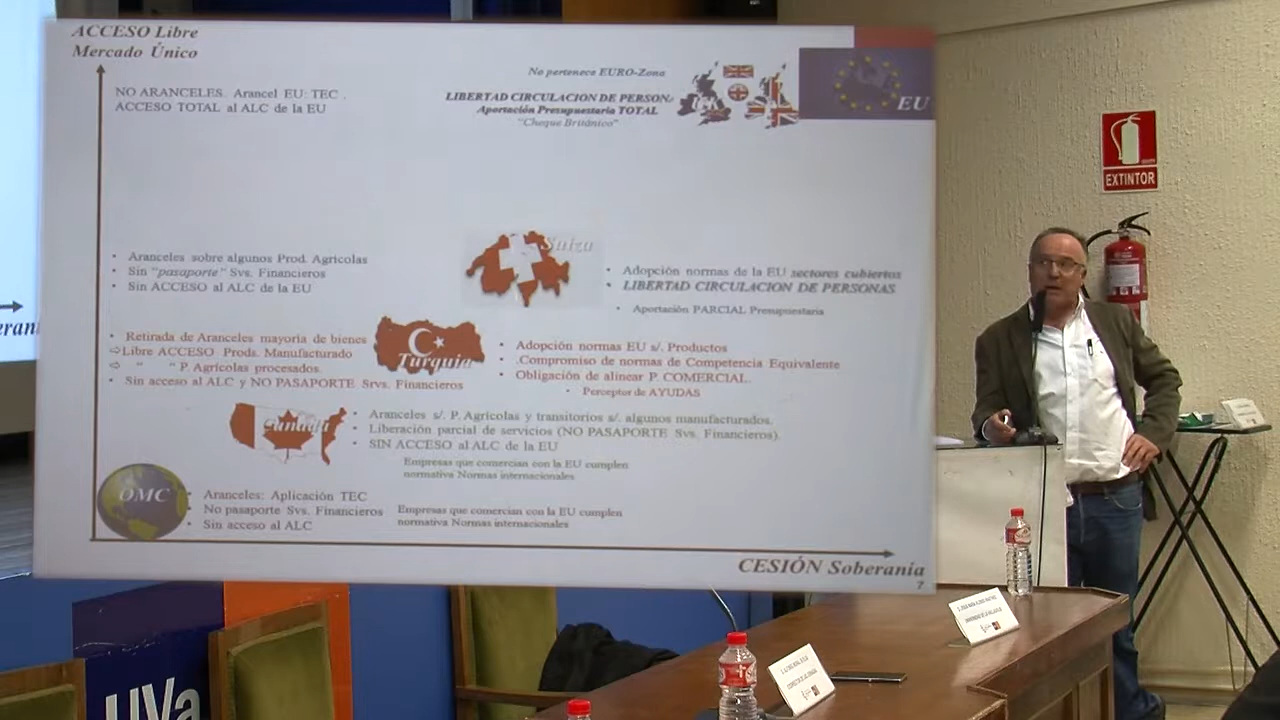 ACCESO Libre
Mercado Único
NO ARANCELES. Arancel EU: TEC .
ACCESO TOTAL al ALC de la EU
No pertenece EURO-Zona
LIBERTAD CIRCULACION DE PERSON
Aportación Presupuestaria TOTAL
"Cheque Británico"
UK
EU
• Aranceles sobre algunos Prod. Agrícolas
• Sin "pasaporte" Svs. Financieros
• Sin ACCESO al ALC de la EU
Suiza
• Adopción normas de la EU sectores cubiertos
• LIBERTAD CIRCULACION DE PERSONAS
• Aportación PARCIAL Presupuestaria
• Retirada de Aranceles mayoría de bienes
⇨Libre ACCESO Prods. Manufacturado
⇨ " " P. Agrícolas procesados.
• Sin acceso al ALC y NO PASAPORTE Srvs. Financieros
Turquia
• Adopción normas EU s/. Productos
• .Compromiso de normas de Competencia Equivalente
• Obligación de alinear P. COMERCIAL.
• Perceptor de AYUDAS
Canadá
• Aranceles s/. P. Agrícolas y transitorios s/. algunos manufacturados.
• Liberación parcial de servicios (NO PASAPORTE Svs. Financieros).
• SIN ACCESO al ALC de la EU
Empresas que comercian con la EU cumplen
normativa Normas internacionales
OMC
• Aranceles: Aplicación TEC
• No pasaporte Svs. Financieros
• Sin acceso al ALC
Empresas que comercian con la EU cumplen
normativa Normas internacionales
CESIÓN Soberanía
7
eran
EXTINTOR
UVa